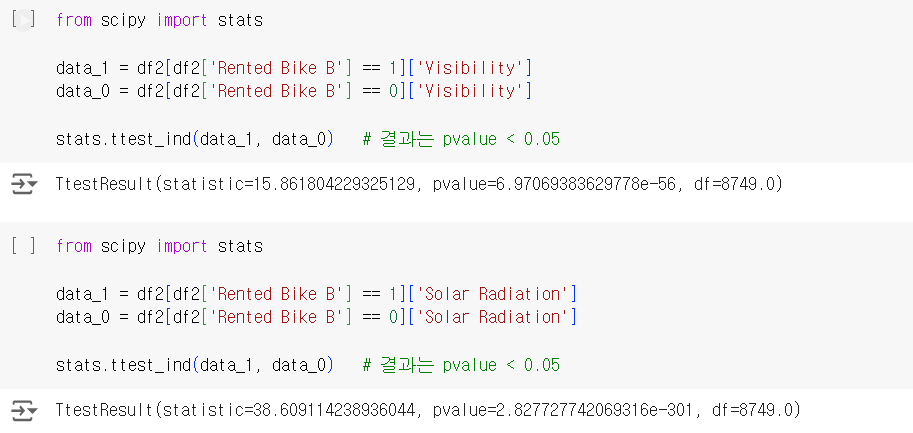 [ ] from scipy import stats
data_1 = df2[df2['Rented Bike B'] == 1]['Visibility']
data_0 = df2[df2['Rented Bike B'] == 0]['Visibility']
stats.ttest_ind(data_1, data_0)   # 결과는 pvalue < 0.05
TtestResult(statistic=15.861804229325129, pvalue=6.97069383629778e-56, df=8749.0)
[ ] from scipy import stats
data_1 = df2[df2['Rented Bike B'] == 1]['Solar Radiation']
data_0 = df2[df2['Rented Bike B'] == 0]['Solar Radiation']
stats.ttest_ind(data_1, data_0)   # 결과는 pvalue < 0.05
TtestResult(statistic=38.609114238936044, pvalue=2.827727742069316e-301, df=8749.0)